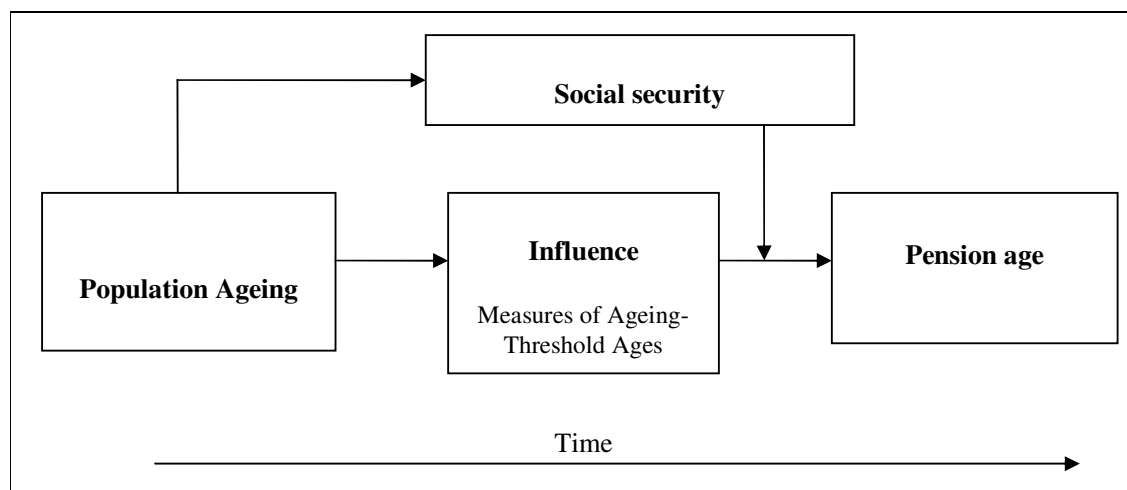 Social security
Population Ageing
Influence
Measures of Ageing-
Threshold Ages
Pension age
Time